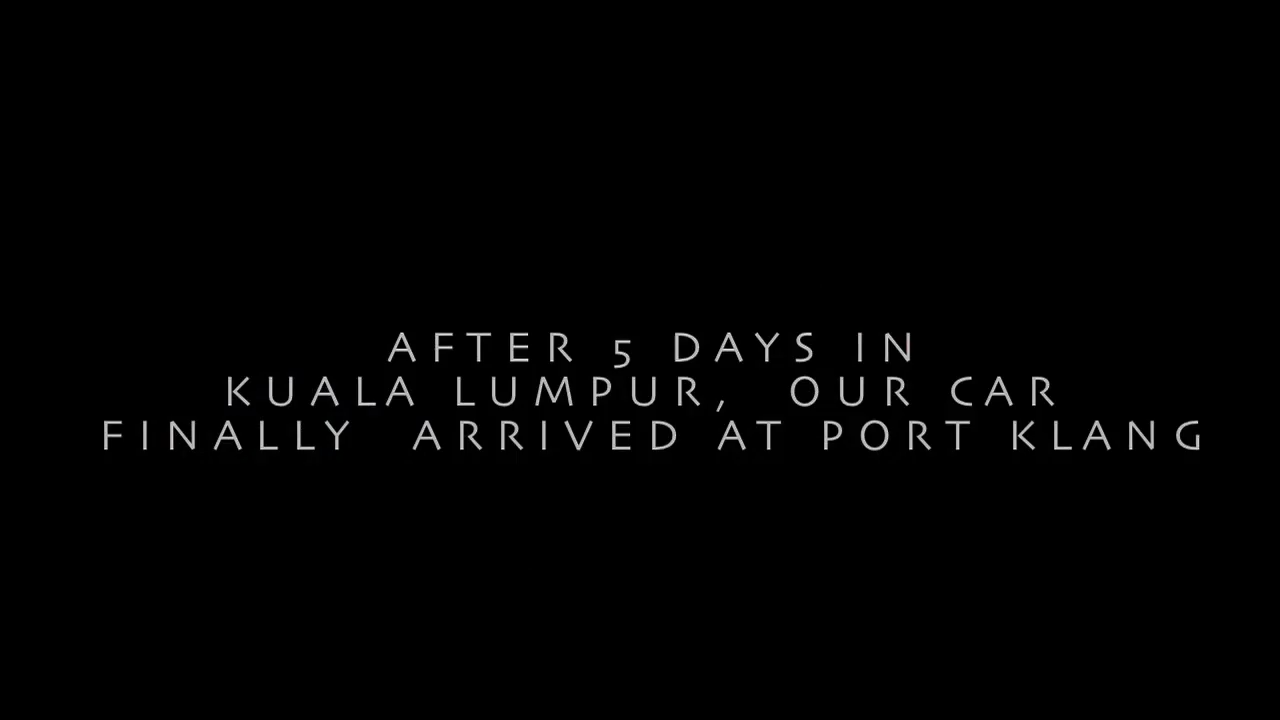 AFTER 5 DAYS IN
KUALA LUMPUR, OUR CAR
FINALLY ARRIVED AT PORT KLANG